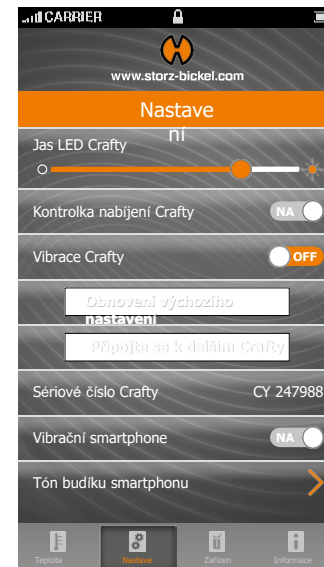 CARRIER
www.storz-bickel.com
Nastave
ní
Jas LED Crafty
Kontrolka nabíjení Crafty NA
Vibrace Crafty OFF
Obnovení výchozího
nastavení
Připojte se k dalším Crafty
Sériové číslo Crafty CY 247988
Vibrační smartphone NA
Tón budíku smartphonu
Teplota Nastave Zařízen Informace